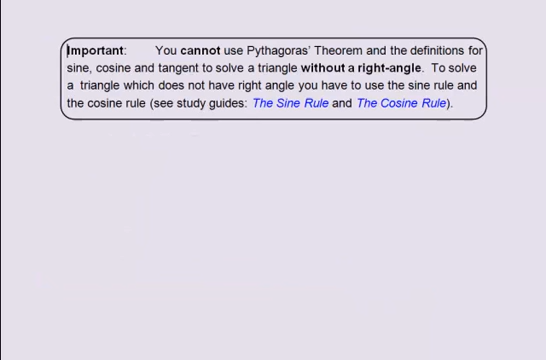 Important: You cannot use Pythagoras' Theorem and the definitions for
sine, cosine and tangent to solve a triangle without a right-angle. To solve
a triangle which does not have right angle you have to use the sine rule and
the cosine rule (see study guides: The Sine Rule and The Cosine Rule).